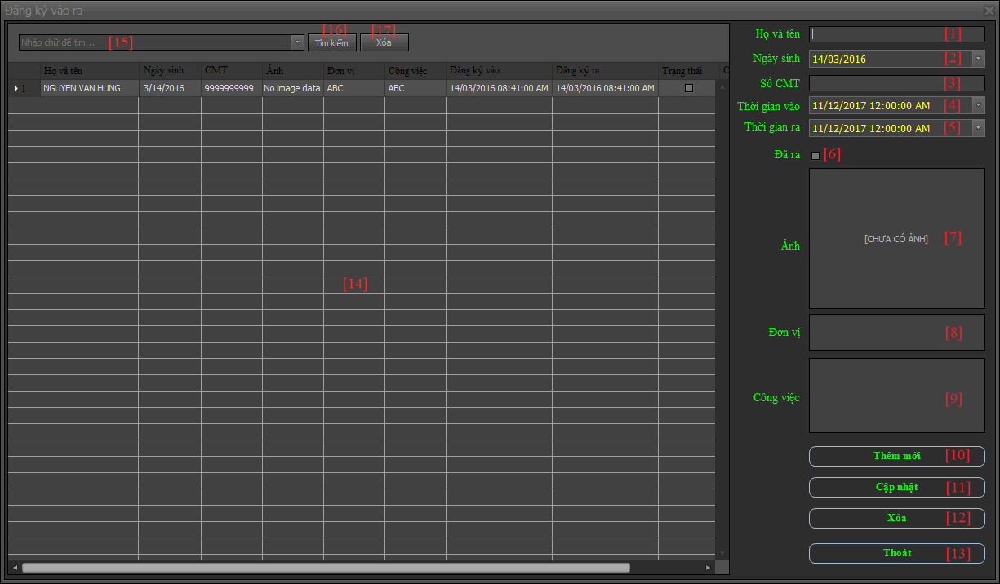 Đăng ký vào ra
Nhập chữ để tìm... [15]
Tìm kiếm [16]
Xóa [17]
Họ và tên Ngày sinh CMT Ảnh Đơn vị Công việc Đăng ký vào Đăng ký ra Trạng thái C
1 NGUYEN VAN HUNG 3/14/2016 9999999999 No image data ABC ABC 14/03/2016 08:41:00 AM 14/03/2016 08:41:00 AM
[14]
Họ và tên [1]
Ngày sinh 14/03/2016 [2]
Số CMT [3]
Thời gian vào 11/12/2017 12:00:00 AM [4]
Thời gian ra 11/12/2017 12:00:00 AM [5]
Đã ra [6]
Ảnh [CHƯA CÓ ẢNH] [7]
Đơn vị [8]
Công việc [9]
Thêm mới [10]
Cập nhật [11]
Xóa [12]
Thoát [13]